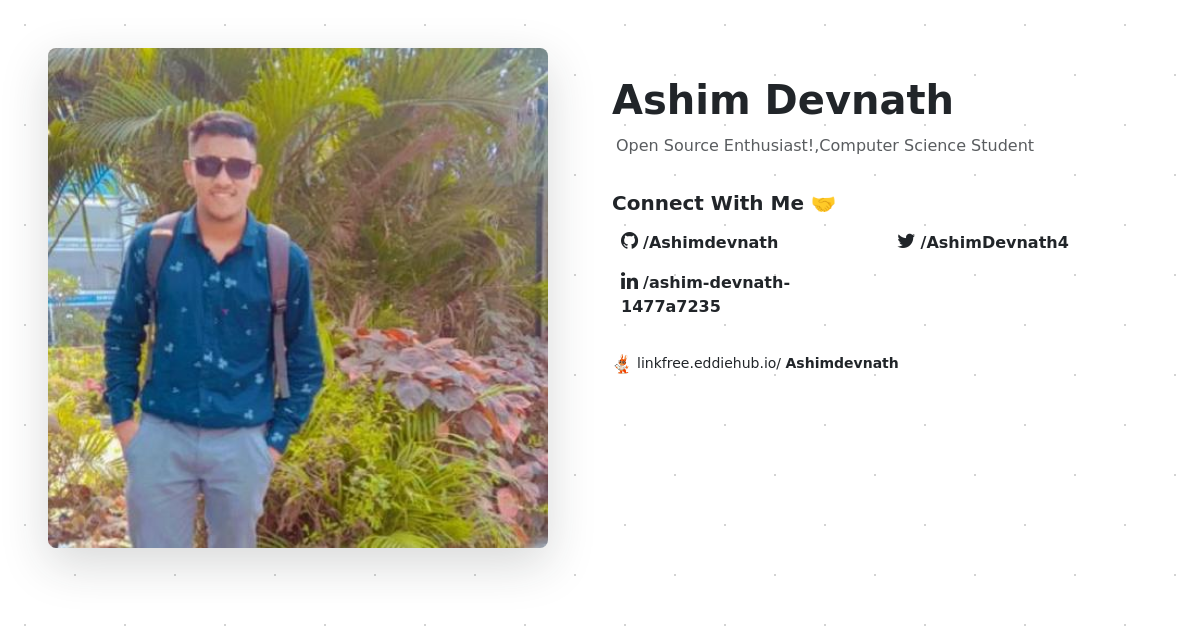 Ashim Devnath
Open Source Enthusiast!,Computer Science Student
Connect With Me 🤝
/Ashimdevnath
/AshimDevnath4
/ashim-devnath-
1477a7235
linkfree.eddiehub.io/ Ashimdevnath